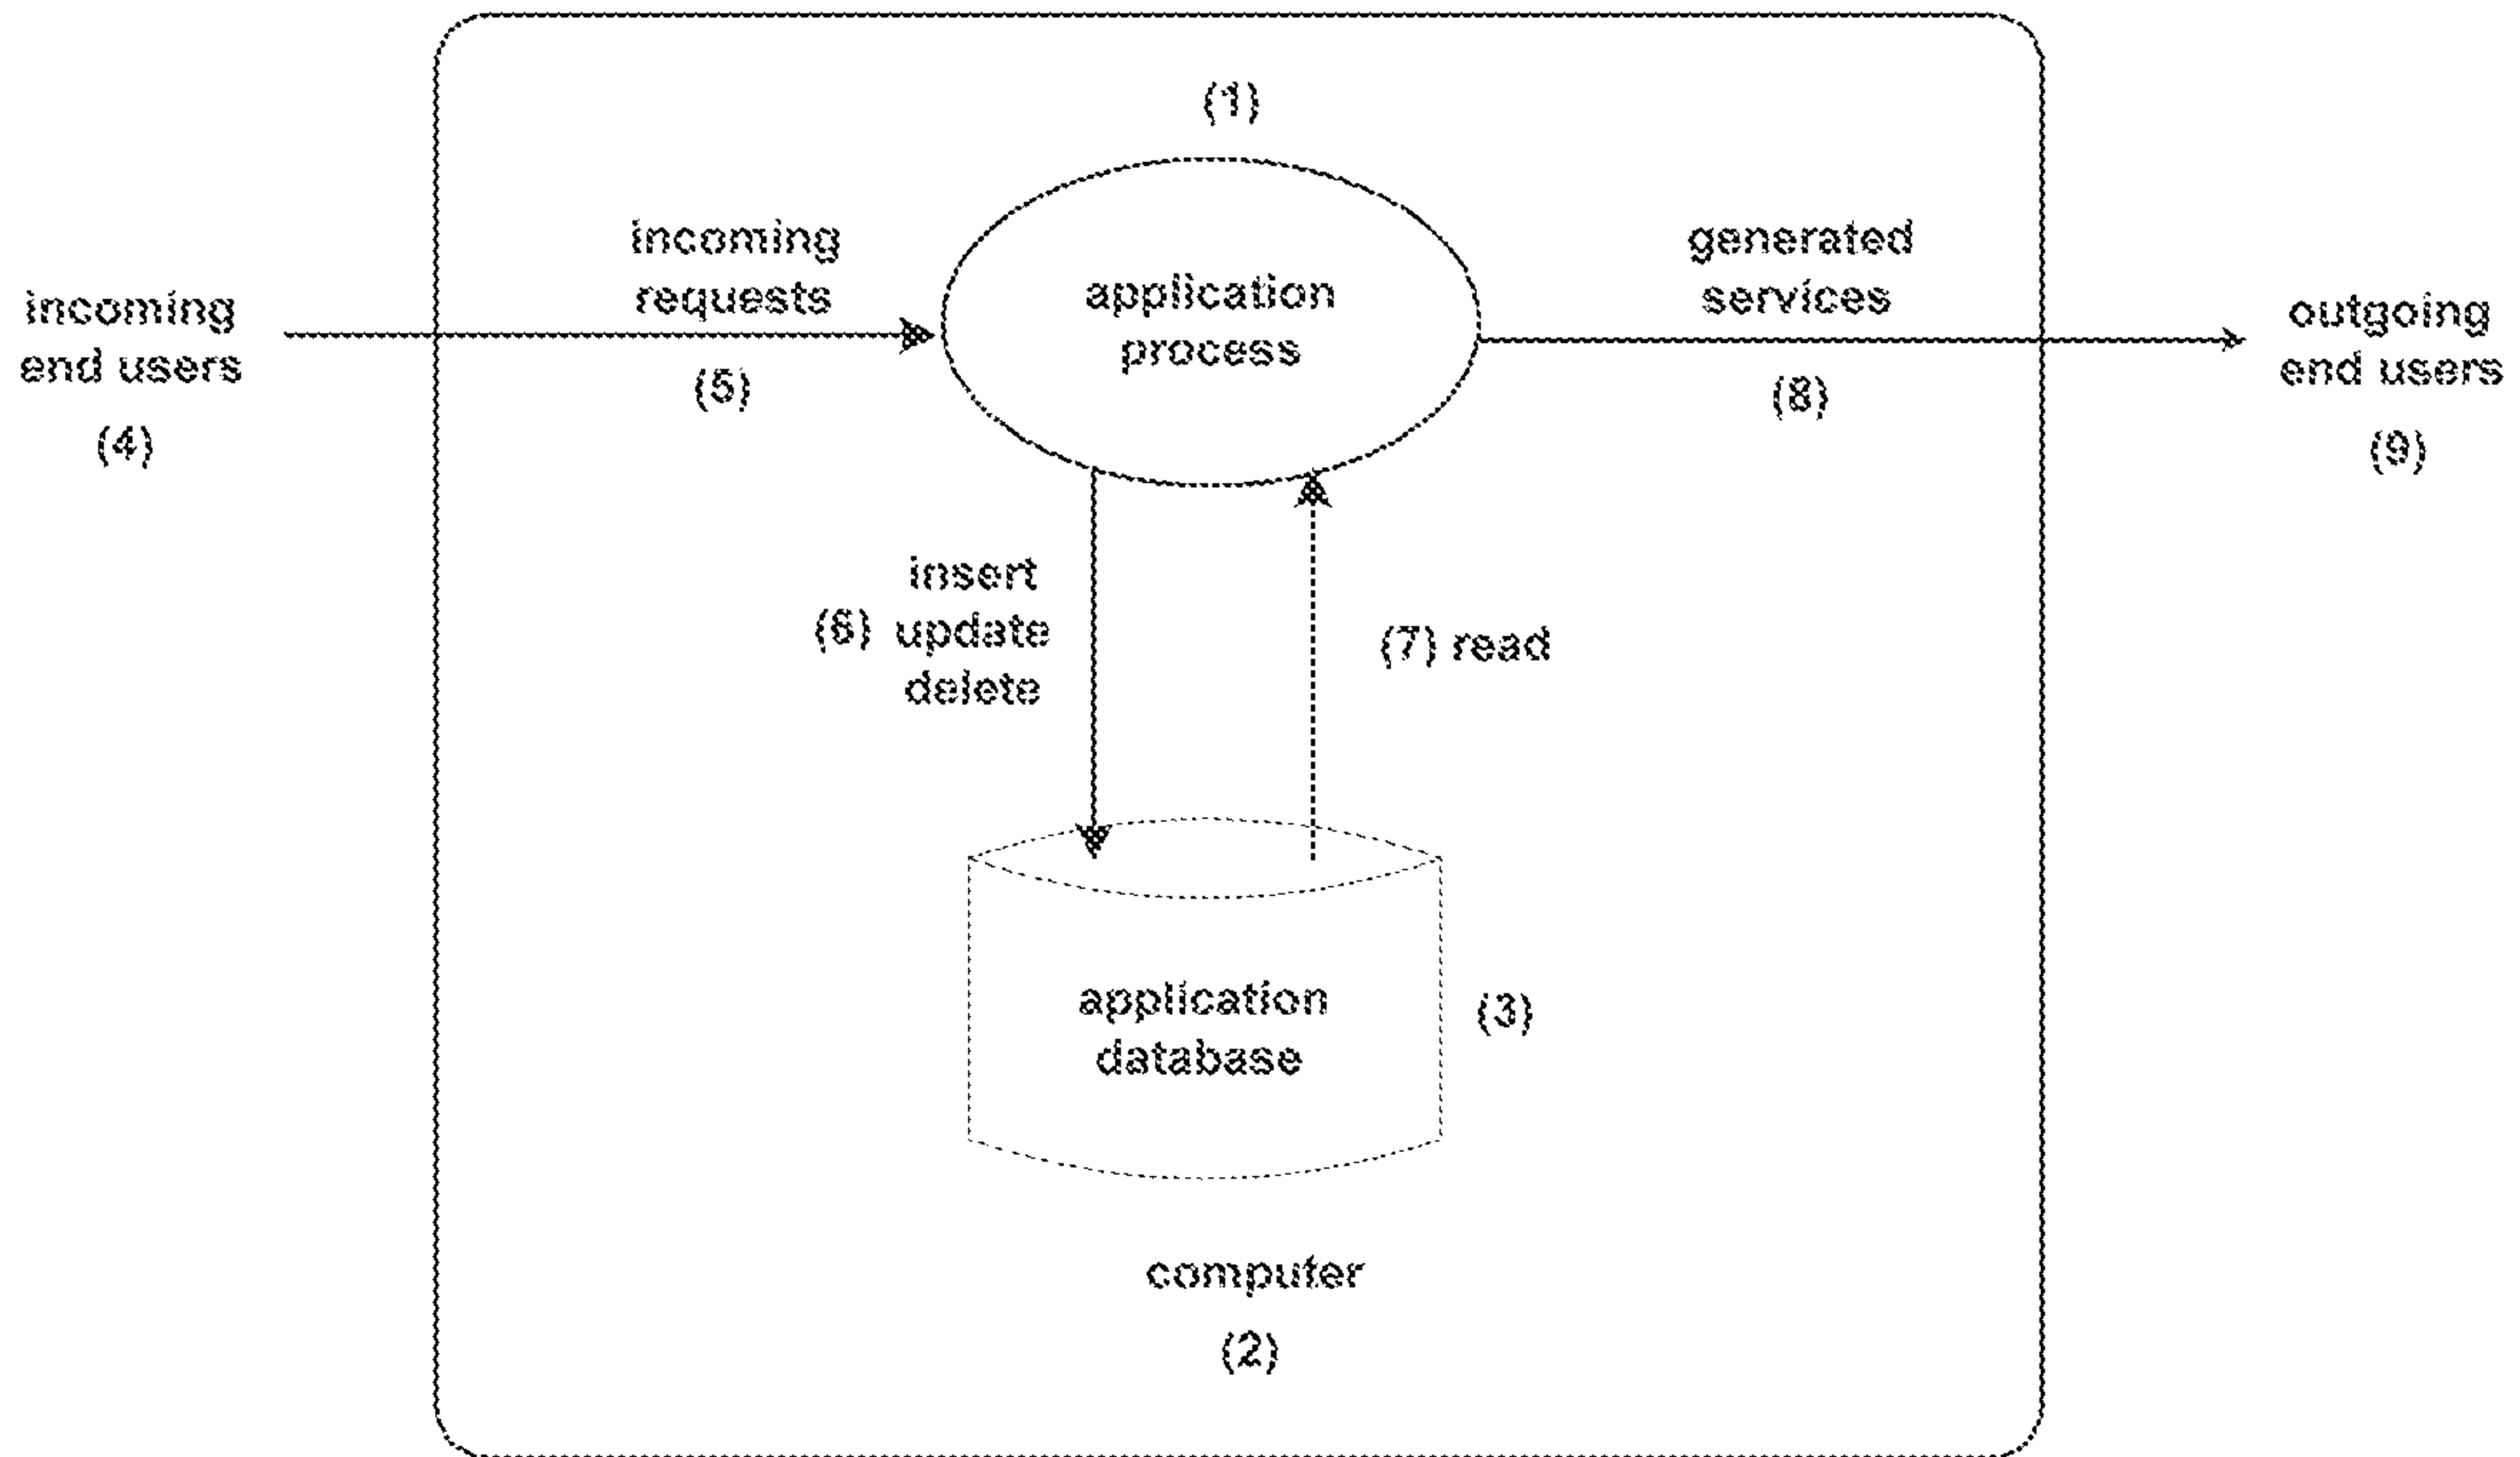 (1)
incoming
requests
(5)
application
process
generated
services
(8)
incoming
end users
(4)
outgoing
end users
(9)
insert
(6) update
delete
(7) read
application
database
(3)
computer
(2)